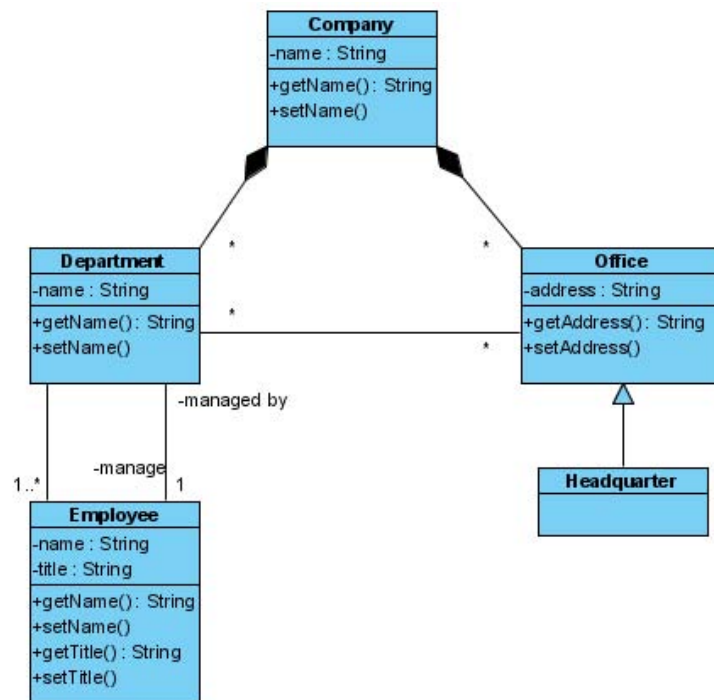 Company
-name : String
+getName() : String
+setName()
*
*
Department
-name : String
+getName() : String
+setName()
Office
-address : String
+getAddress() : String
+setAddress()
*
*
-managed by
-manage
1..*
1
Headquarter
Employee
-name : String
-title : String
+getName() : String
+setName()
+getTitle() : String
+setTitle()